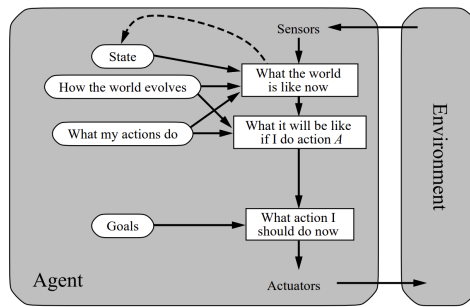 Sensors
State
What the world
is like now
How the world evolves
What it will be like
if I do action A
What my actions do
What action I
should do now
Goals
Agent
Actuators
Environment